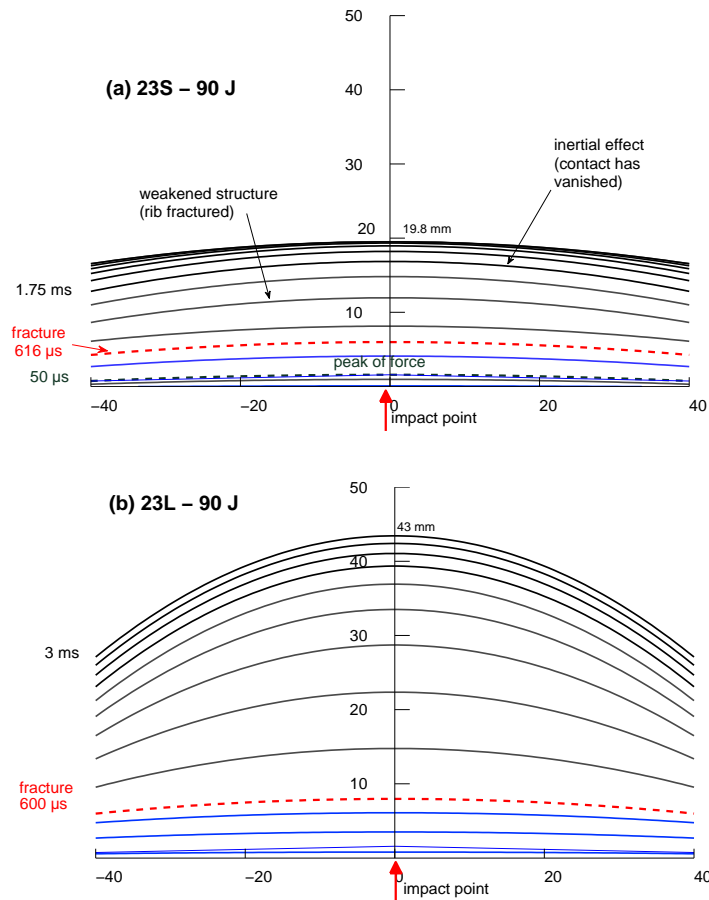 50
(a) 23S – 90 J
40
30
inertial effect
(contact has
vanished)
weakened structure
(rib fractured)
20
19.8 mm
1.75 ms
10
fracture
616 µs
peak of force
50 µs
−40
−20
0
20
40
impact point
50
(b) 23L – 90 J
43 mm
40
3 ms
30
20
10
fracture
600 µs
−40
−20
0
20
40
impact point